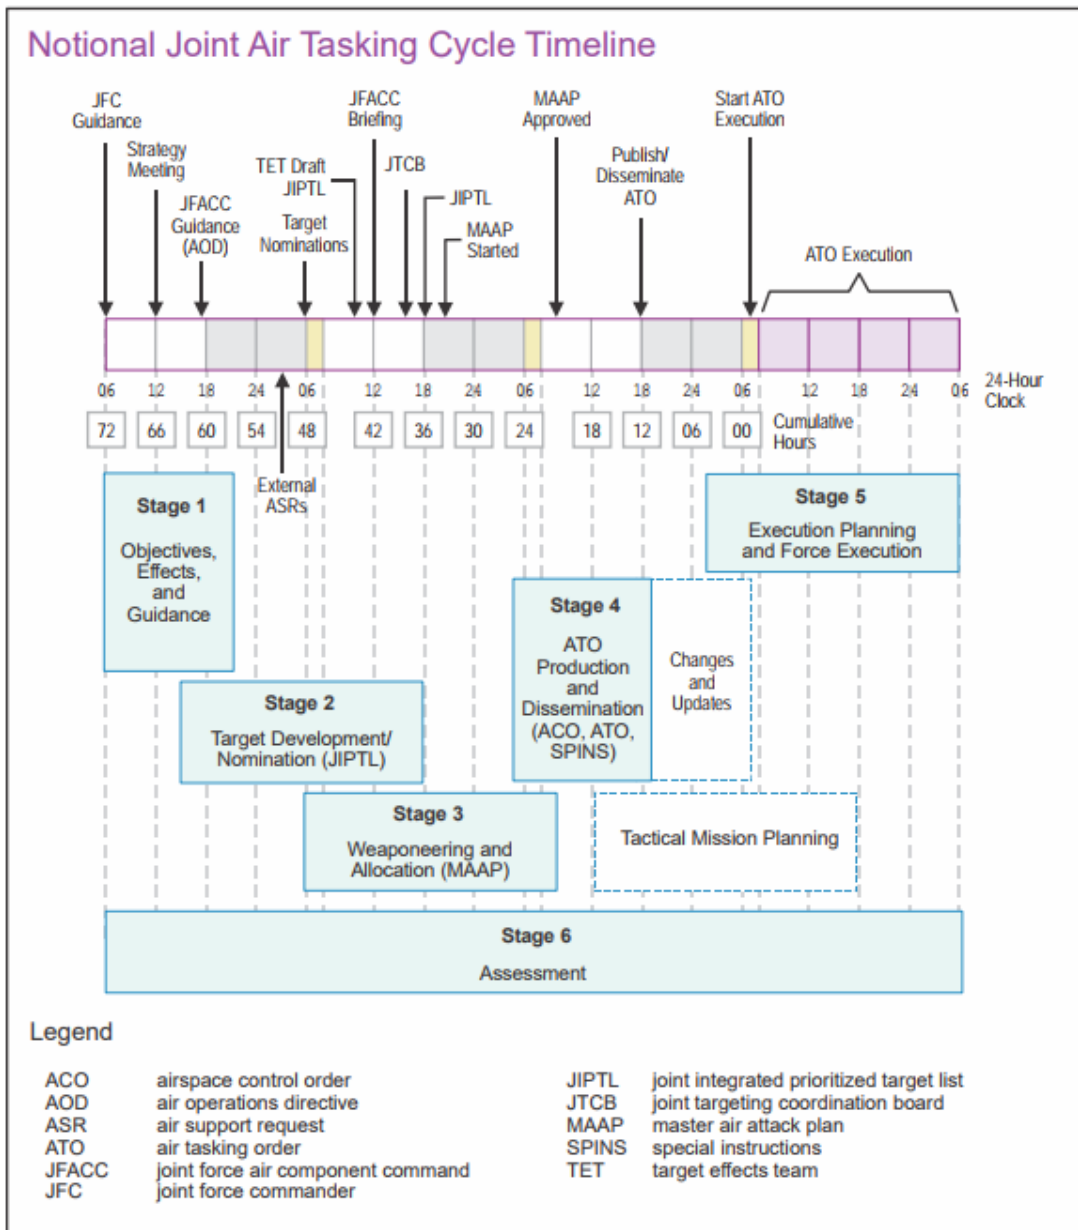 Notional Joint Air Tasking Cycle Timeline
JFC
Guidance
Strategy
Meeting
JFACC
Guidance
(AOD)
Target
Nominations
TET Draft
JIPTL
JFACC
Briefing
JTCB
JIPTL
MAAP
Started
MAAP
Approved
Publish/
Disseminate
ATO
Start ATO
Execution
ATO Execution
06 12 18 24 06 12 18 24 06 12 18 24 06 12 18 24 06
24-Hour
Clock
72 66 60 54 48 42 36 30 24 18 12 06 00
Cumulative
Hours
External
ASRs
Stage 1
Objectives,
Effects,
and
Guidance
Stage 5
Execution Planning
and Force Execution
Stage 4
ATO
Production
and
Dissemination
(ACO, ATO,
SPINS)
Changes
and
Updates
Stage 2
Target Development/
Nomination (JIPTL)
Stage 3
Weaponeering and
Allocation (MAAP)
Tactical Mission Planning
Stage 6
Assessment
Legend
ACO airspace control order
AOD air operations directive
ASR air support request
ATO air tasking order
JFACC joint force air component command
JFC joint force commander
JIPTL joint integrated prioritized target list
JTCB joint targeting coordination board
MAAP master air attack plan
SPINS special instructions
TET target effects team